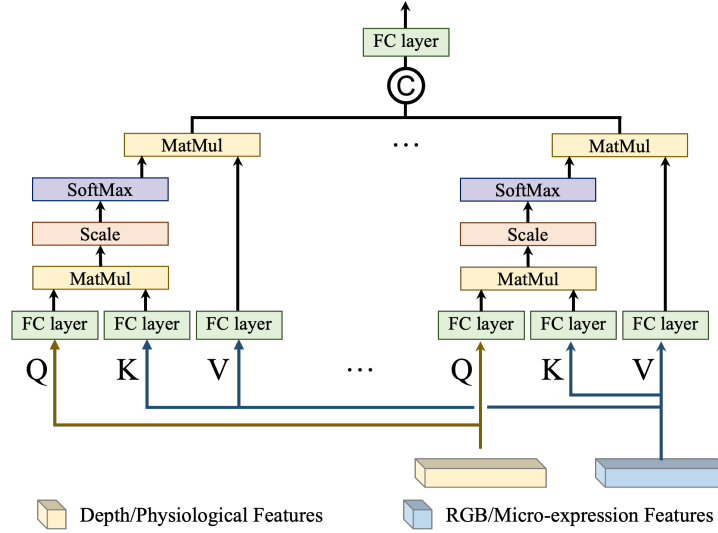 FC layer
C
MatMul
...
MatMul
SoftMax
SoftMax
Scale
Scale
MatMul
MatMul
FC layer FC layer FC layer FC layer FC layer FC layer
Q K V ... Q K V
Depth/Physiological Features RGB/Micro-expression Features